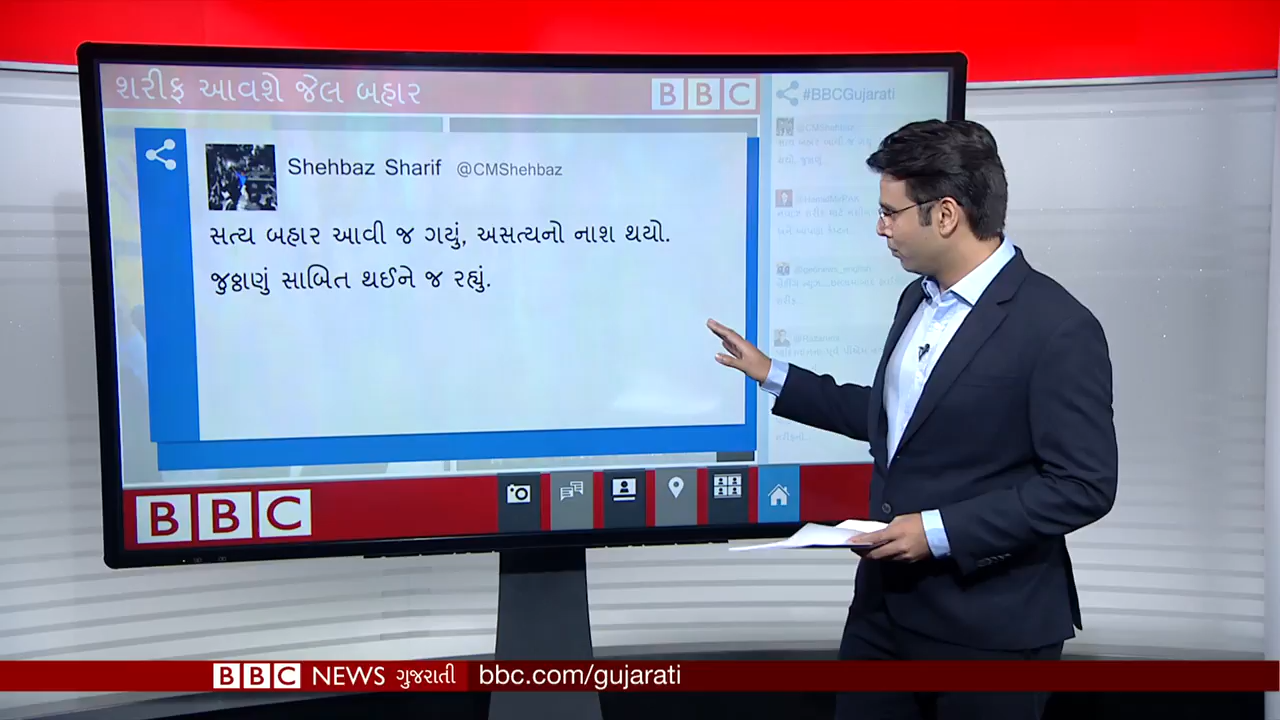 શરીફ આવશે જેલ બહાર
BBC
#BBCGujarati
Shehbaz Sharif @CMShehbaz
સત્ય બહાર આવી જ ગયું, અસત્યનો નાશ થયો.
જુઠ્ઠાણું સાબિત થઈને જ રહ્યું.
@CMShehbaz
BBC
BBC NEWS ગુજરાતી bbc.com/gujarati